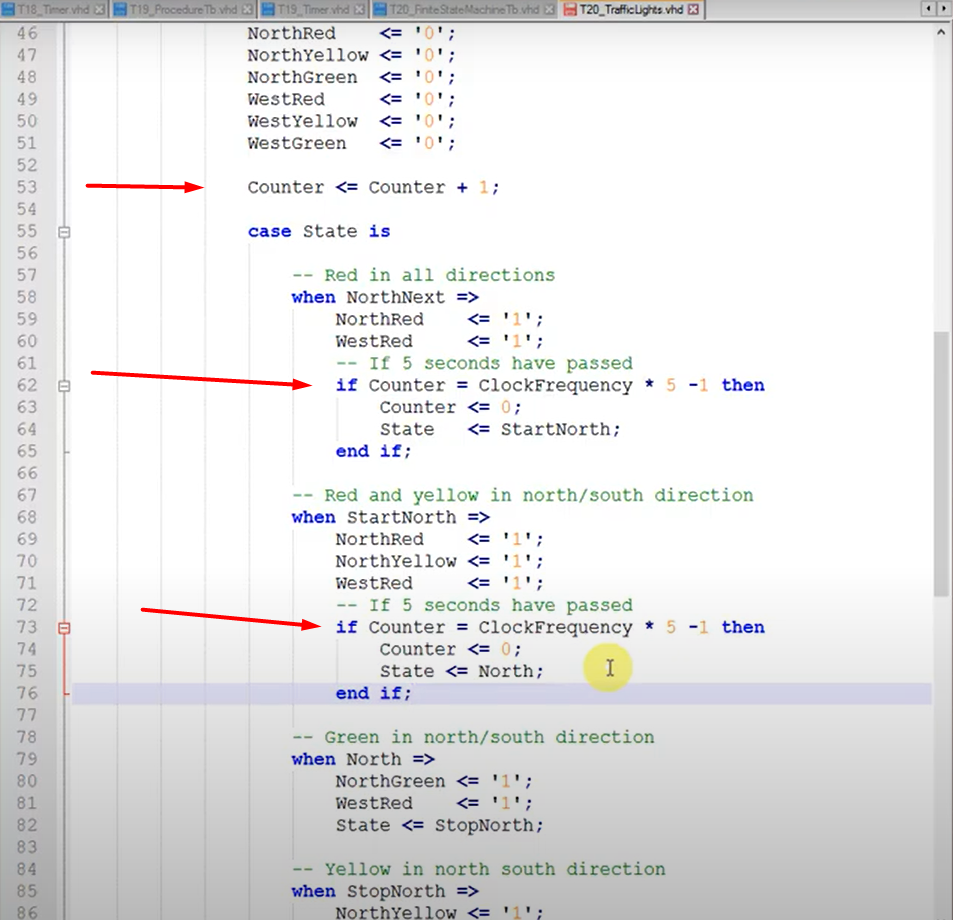 T18_Timer.vhd T19_ProcedureTb.vhd T19_Timer.vhd T20_FiniteStateMachineTb.vhd T20_TrafficLights.vhd
46 NorthRed <= '0';
47 NorthYellow <= '0';
48 NorthGreen <= '0';
49 WestRed <= '0';
50 WestYellow <= '0';
51 WestGreen <= '0';
52
53 Counter <= Counter + 1;
54
55 case State is
56
57 -- Red in all directions
58 when NorthNext =>
59 NorthRed <= '1';
60 WestRed <= '1';
61 -- If 5 seconds have passed
62 if Counter = ClockFrequency * 5 -1 then
63 Counter <= 0;
64 State <= StartNorth;
65 end if;
66
67 -- Red and yellow in north/south direction
68 when StartNorth =>
69 NorthRed <= '1';
70 NorthYellow <= '1';
71 WestRed <= '1';
72 -- If 5 seconds have passed
73 if Counter = ClockFrequency * 5 -1 then
74 Counter <= 0;
75 State <= North;
76 end if;
77
78 -- Green in north/south direction
79 when North =>
80 NorthGreen <= '1';
81 WestRed <= '1';
82 State <= StopNorth;
83
84 -- Yellow in north south direction
85 when StopNorth =>
86 NorthYellow <= '1';